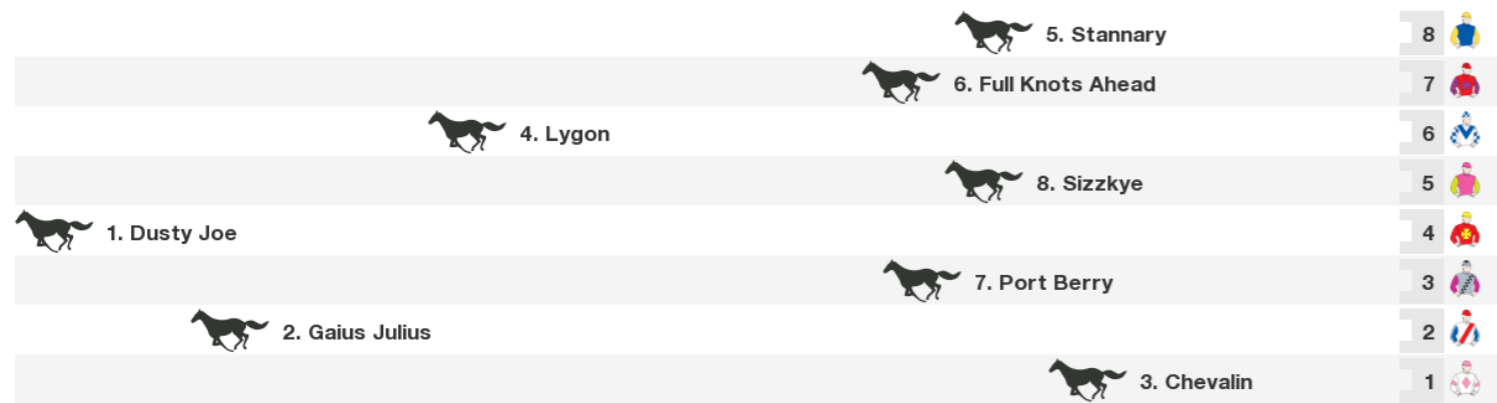 5. Stannary 8
6. Full Knots Ahead 7
4. Lygon 6
8. Sizzkye 5
1. Dusty Joe 4
7. Port Berry 3
2. Gaius Julius 2
3. Chevalin 1